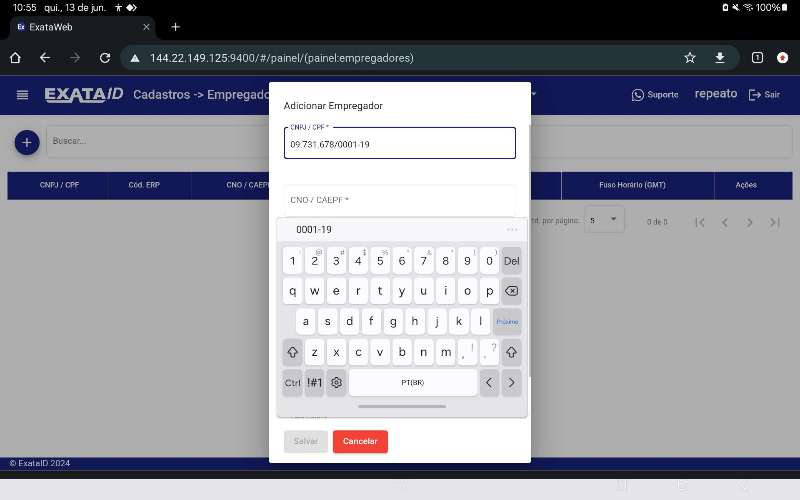 10:55 qui., 13 de jun.
100%
ExataWeb
144.22.149.125:9400/#/painel/(painel:empregadores)
1
EXATAID Cadastros -> Empregado
Suporte repeato Sair
Adicionar Empregador
CNPJ / CPF *
09.731.678/0001-19
Buscar...
CNPJ / CPF Cód. ERP CNO / CAEPF Fuso Horário (GMT) Ações
CNO / CAEPF *
por página: 5 0 de 0
0001-19
1 2 3 4 5 6 7 8 9 0 Del
q w e r t y u i o p
a s d f g h j k l Próximo
z x c v b n m , ! . ?
Ctrl !#1 PT(BR) < >
Salvar Cancelar
© ExataID 2024